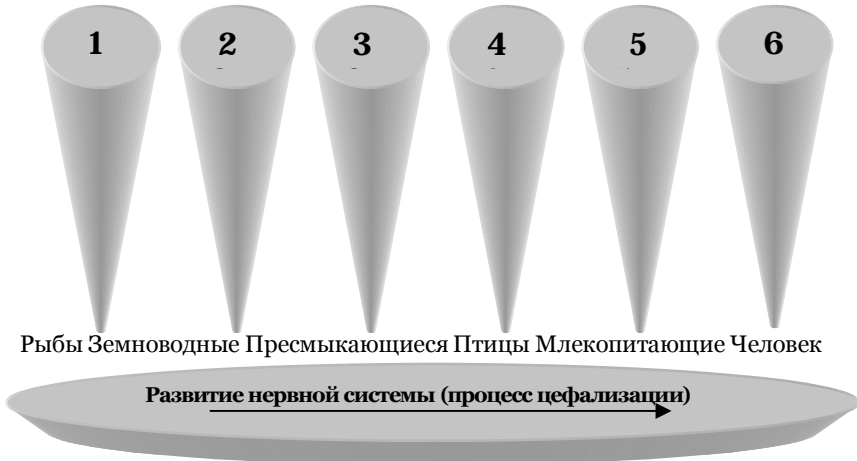 1 2 3 4 5 6
Рыбы Земноводные Пресмыкающиеся Птицы Млекопитающие Человек
Развитие нервной системы (процесс цефализации)